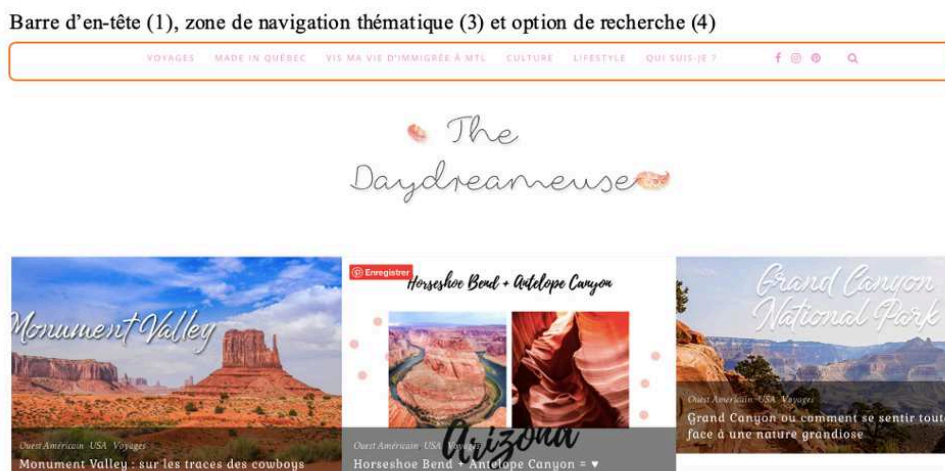 Barre d'en-tête (1), zone de navigation thématique (3) et option de recherche (4)
VOYAGES MADE IN QUÉBEC VIS MA VIE D'IMMIGRÉE À MTL CULTURE LIFESTYLE QUI SUIS-JE ?
The
Daydreameuse
Monument Valley
Ouest Américain USA Voyages
Monument Valley : sur les traces des cowboys
Enregistrer
Horseshoe Bend + Antelope Canyon
Arizona
Ouest Américain USA Voyages
Horseshoe Bend + Antelope Canyon = ♥
Grand Canyon
National Park
Ouest Américain USA Voyages
Grand Canyon ou comment se sentir tout
face à une nature grandiose